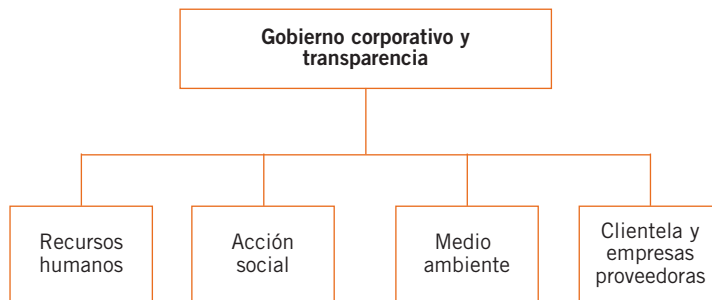 Gobierno corporativo y
transparencia
Recursos
humanos
Acción
social
Medio
ambiente
Clientela y
empresas
proveedoras